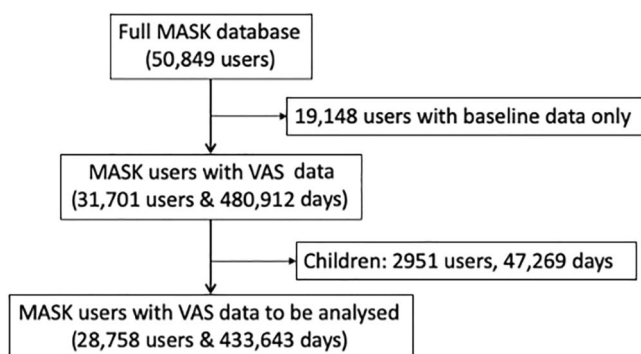 Full MASK database
(50,849 users)
19,148 users with baseline data only
MASK users with VAS data
(31,701 users & 480,912 days)
Children: 2951 users, 47,269 days
MASK users with VAS data to be analysed
(28,758 users & 433,643 days)